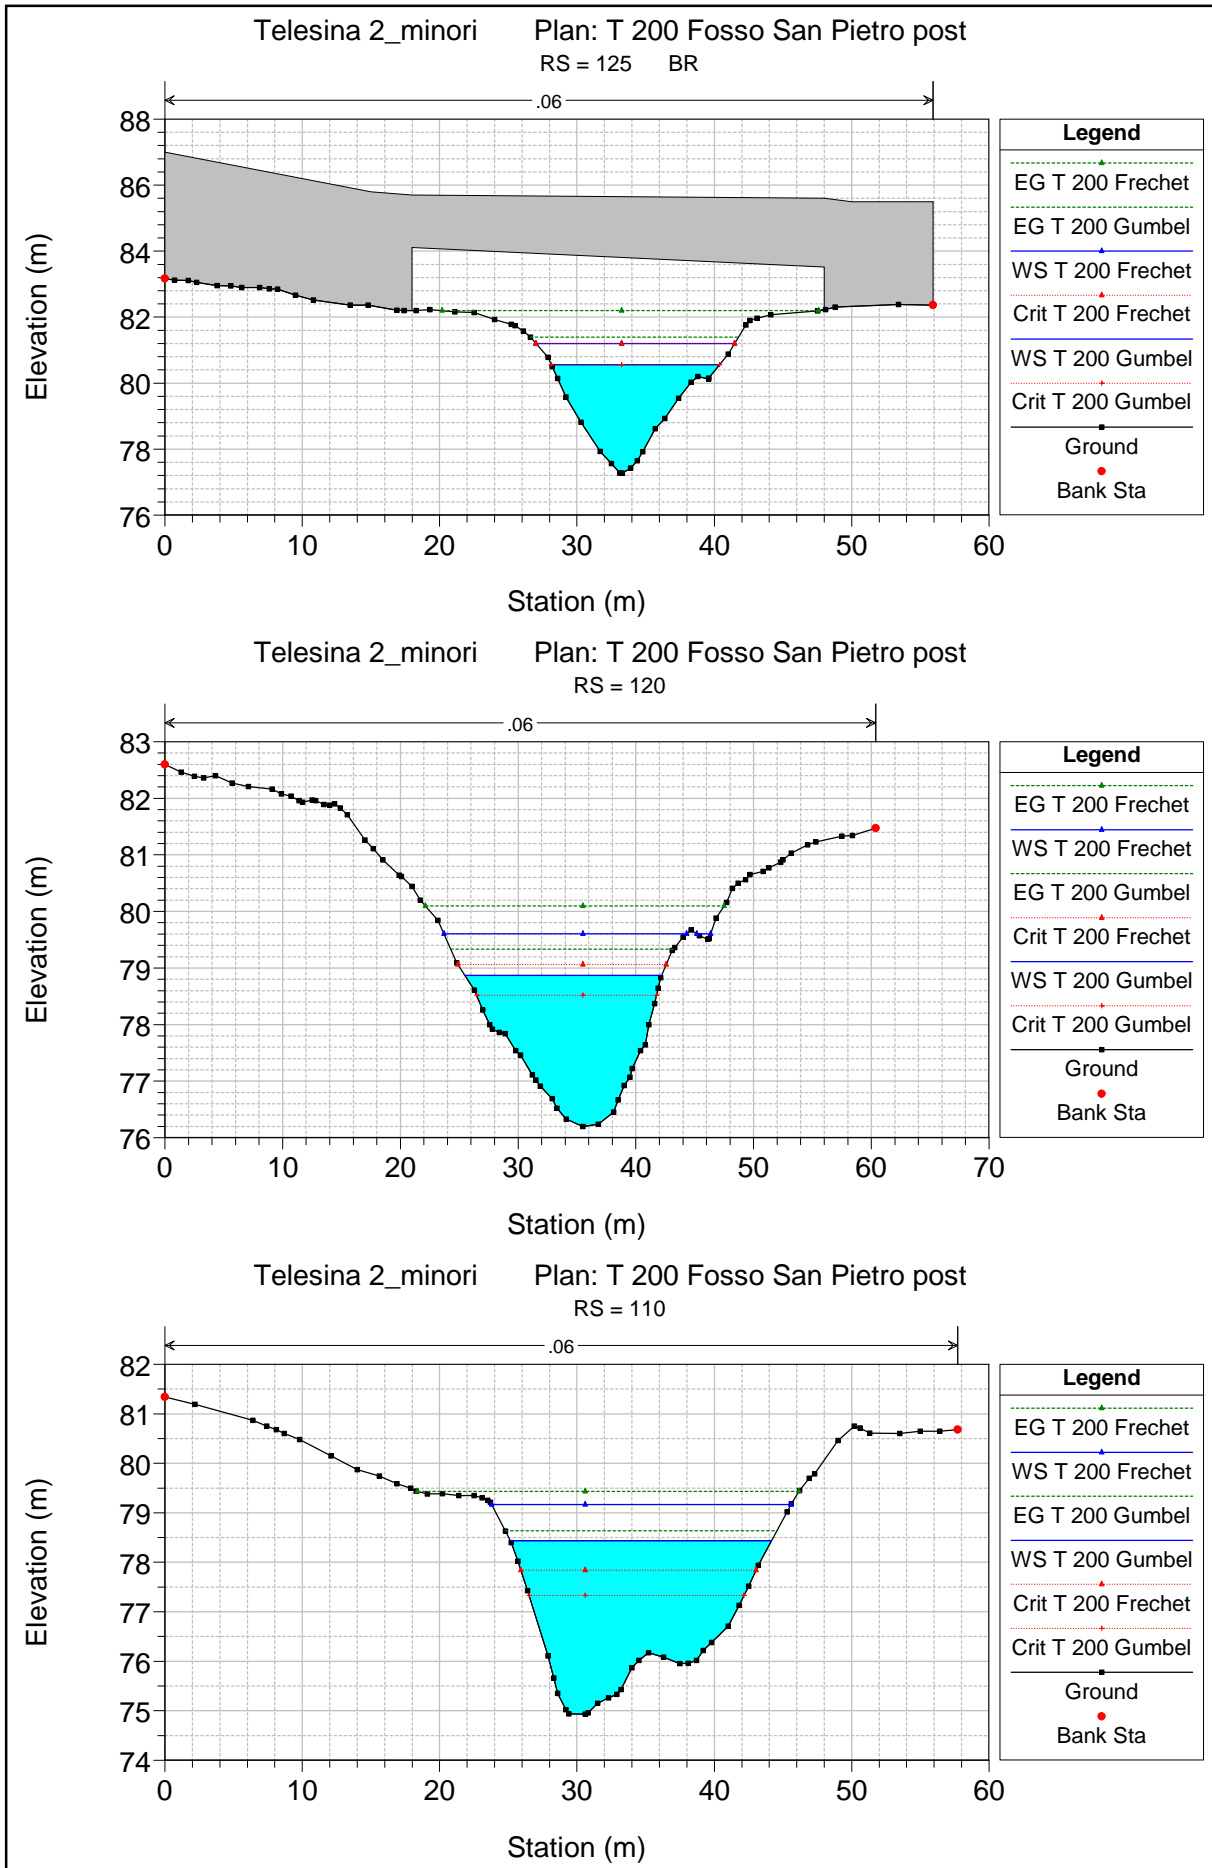 Telesina 2_minori Plan: T 200 Fosso San Pietro post
RS = 125 BR
.06
88
86
84
82
80
78
76
0 10 20 30 40 50 60
Elevation (m)
Station (m)
Legend
EG T 200 Frechet
EG T 200 Gumbel
WS T 200 Frechet
Crit T 200 Frechet
WS T 200 Gumbel
Crit T 200 Gumbel
Ground
Bank Sta
Telesina 2_minori Plan: T 200 Fosso San Pietro post
RS = 120
.06
83
82
81
80
79
78
77
76
0 10 20 30 40 50 60 70
Elevation (m)
Station (m)
Legend
EG T 200 Frechet
WS T 200 Frechet
EG T 200 Gumbel
Crit T 200 Frechet
WS T 200 Gumbel
Crit T 200 Gumbel
Ground
Bank Sta
Telesina 2_minori Plan: T 200 Fosso San Pietro post
RS = 110
.06
82
81
80
79
78
77
76
75
74
0 10 20 30 40 50 60
Elevation (m)
Station (m)
Legend
EG T 200 Frechet
WS T 200 Frechet
EG T 200 Gumbel
WS T 200 Gumbel
Crit T 200 Frechet
Crit T 200 Gumbel
Ground
Bank Sta